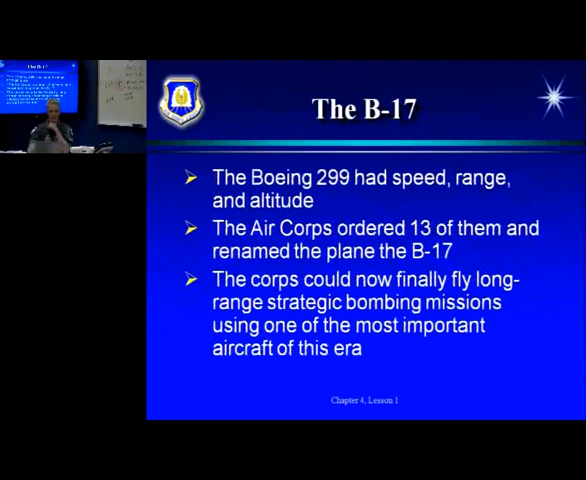 The B-17
The Boeing 299 had speed, range,
and altitude
The Air Corps ordered 13 of them and
renamed the plane the B-17
The corps could now finally fly long-
range strategic bombing missions
using one of the most important
aircraft of this era
Chapter 4, Lesson 1